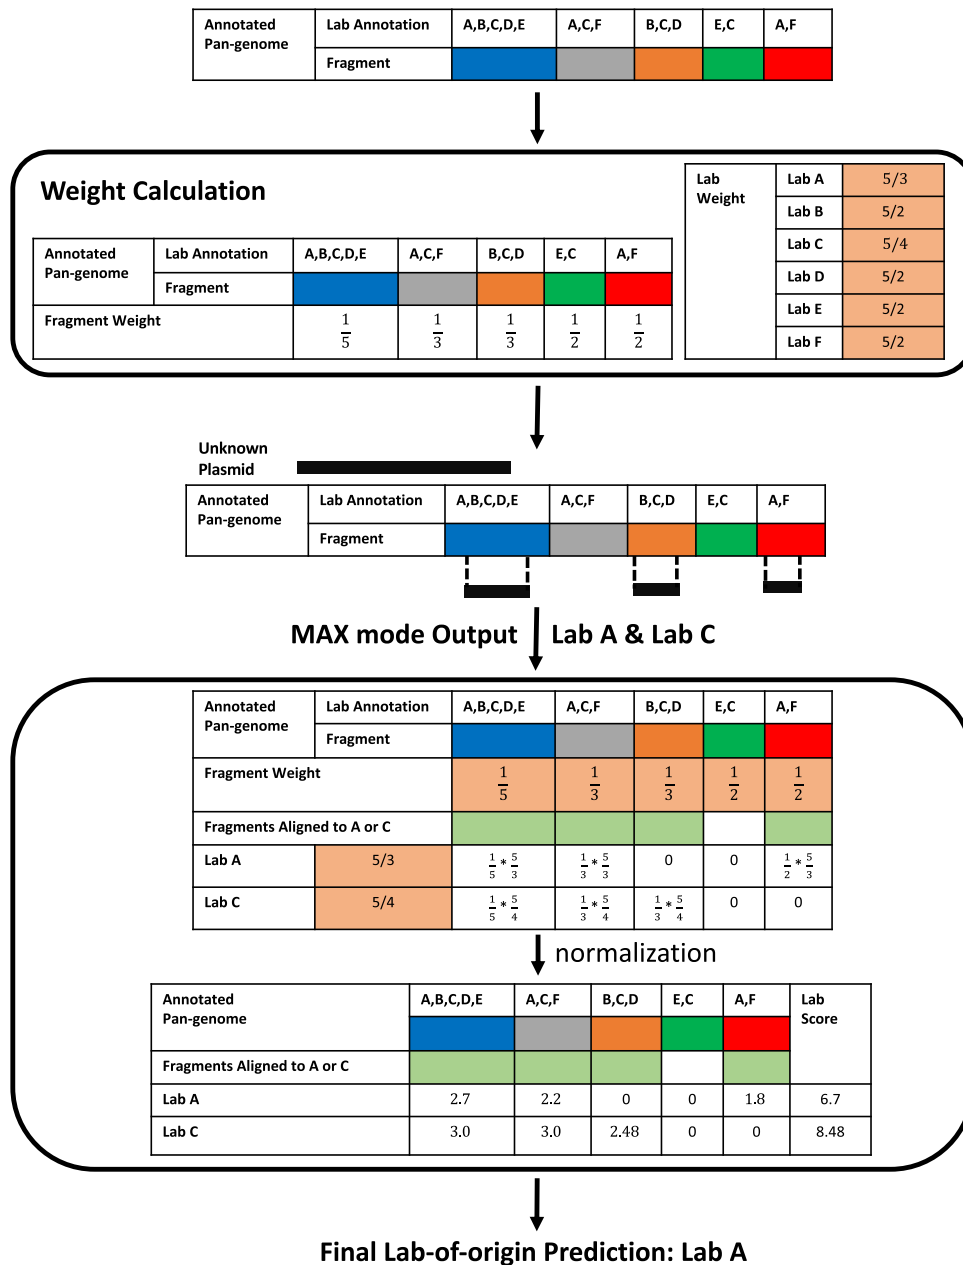 Annotated Lab Annotation A,B,C,D,E A,C,F B,C,D E,C A,F
Pan-genome
Fragment
Weight Calculation
Lab Weight
Lab A 5/3
Lab B 5/2
Lab C 5/4
Lab D 5/2
Lab E 5/2
Lab F 5/2
Annotated Lab Annotation A,B,C,D,E A,C,F B,C,D E,C A,F
Pan-genome
Fragment
Fragment Weight 1/5 1/3 1/3 1/2 1/2
Unknown
Plasmid
Annotated Lab Annotation A,B,C,D,E A,C,F B,C,D E,C A,F
Pan-genome
Fragment
MAX mode Output Lab A & Lab C
Annotated Lab Annotation A,B,C,D,E A,C,F B,C,D E,C A,F
Pan-genome
Fragment
Fragment Weight 1/5 1/3 1/3 1/2 1/2
Fragments Aligned to A or C
Lab A 5/3 1/5 * 5/3 1/3 * 5/3 0 0 1/2 * 5/3
Lab C 5/4 1/5 * 5/4 1/3 * 5/4 1/3 * 5/4 0 0
normalization
Annotated A,B,C,D,E A,C,F B,C,D E,C A,F Lab
Pan-genome Score
Fragments Aligned to A or C
Lab A 2.7 2.2 0 0 1.8 6.7
Lab C 3.0 3.0 2.48 0 0 8.48
Final Lab-of-origin Prediction: Lab A